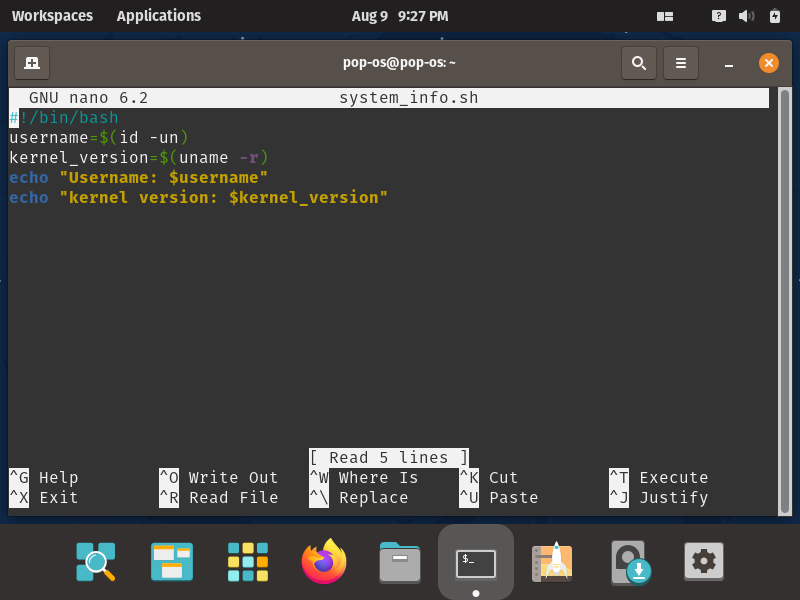 Workspaces Applications Aug 9 9:27 PM ?
pop-os@pop-os: ~
GNU nano 6.2 system_info.sh
#!/bin/bash
username=$(id -un)
kernel_version=$(uname -r)
echo "Username: $username"
echo "kernel version: $kernel_version"
[ Read 5 lines ]
^G Help ^O Write Out ^W Where Is ^K Cut ^T Execute
^X Exit ^R Read File ^\ Replace ^U Paste ^J Justify
$_